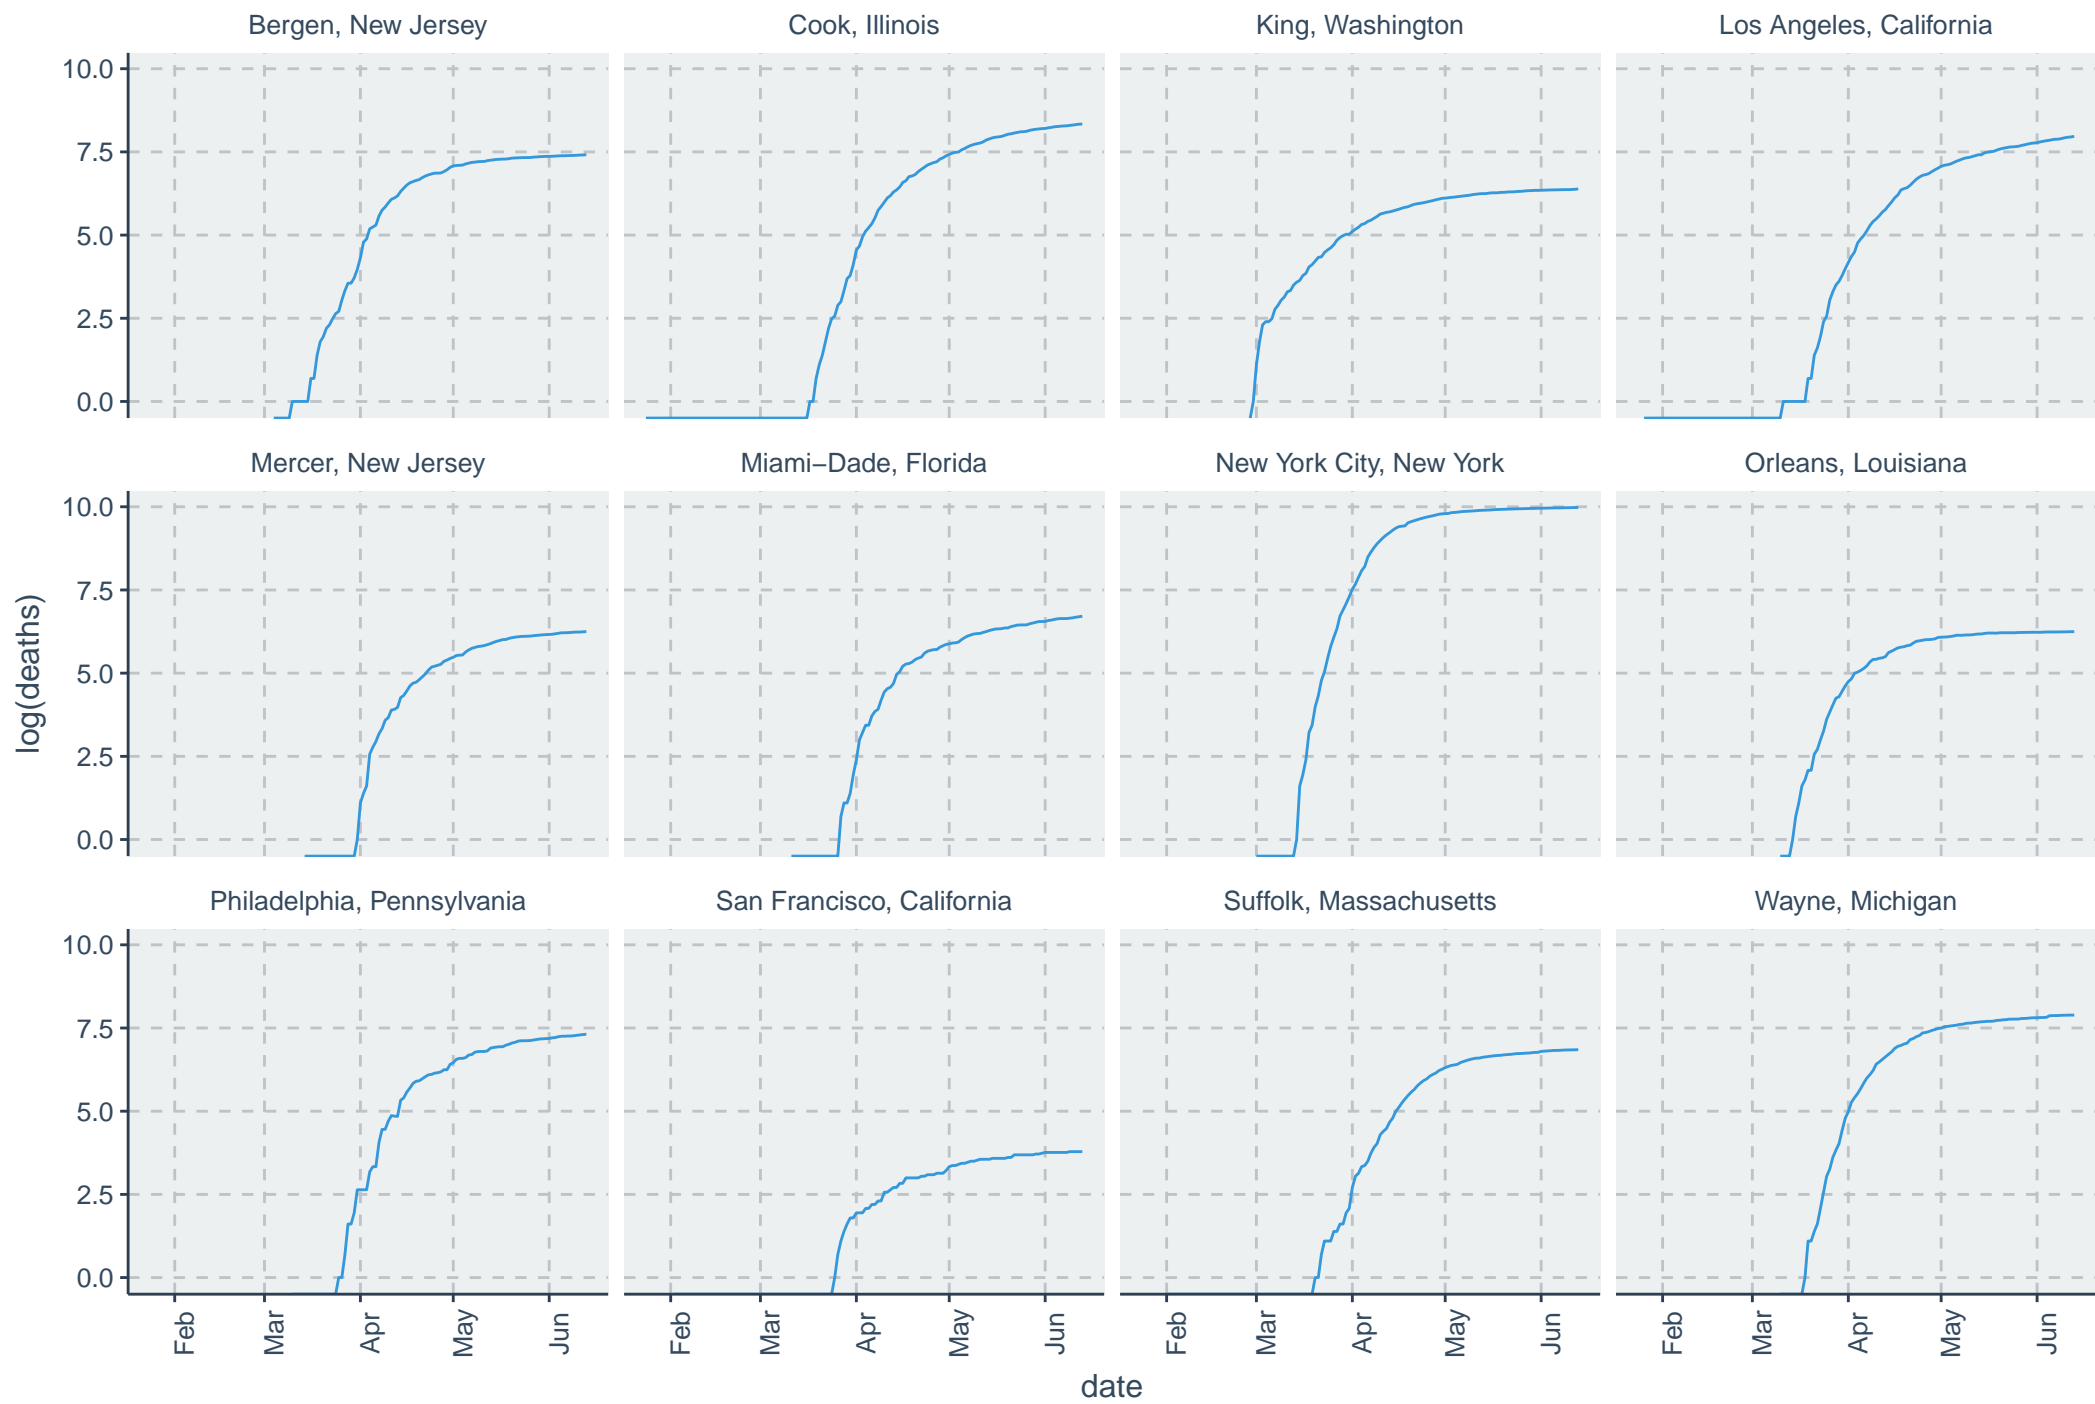 Bergen, New Jersey
Cook, Illinois
King, Washington
Los Angeles, California
10.0
7.5
5.0
2.5
0.0
Mercer, New Jersey
Miami−Dade, Florida
New York City, New York
Orleans, Louisiana
10.0
7.5
5.0
2.5
0.0
log(deaths)
Philadelphia, Pennsylvania
San Francisco, California
Suffolk, Massachusetts
Wayne, Michigan
10.0
7.5
5.0
2.5
0.0
Feb
Mar
Apr
May
Jun
Feb
Mar
Apr
May
Jun
Feb
Mar
Apr
May
Jun
Feb
Mar
Apr
May
Jun
date